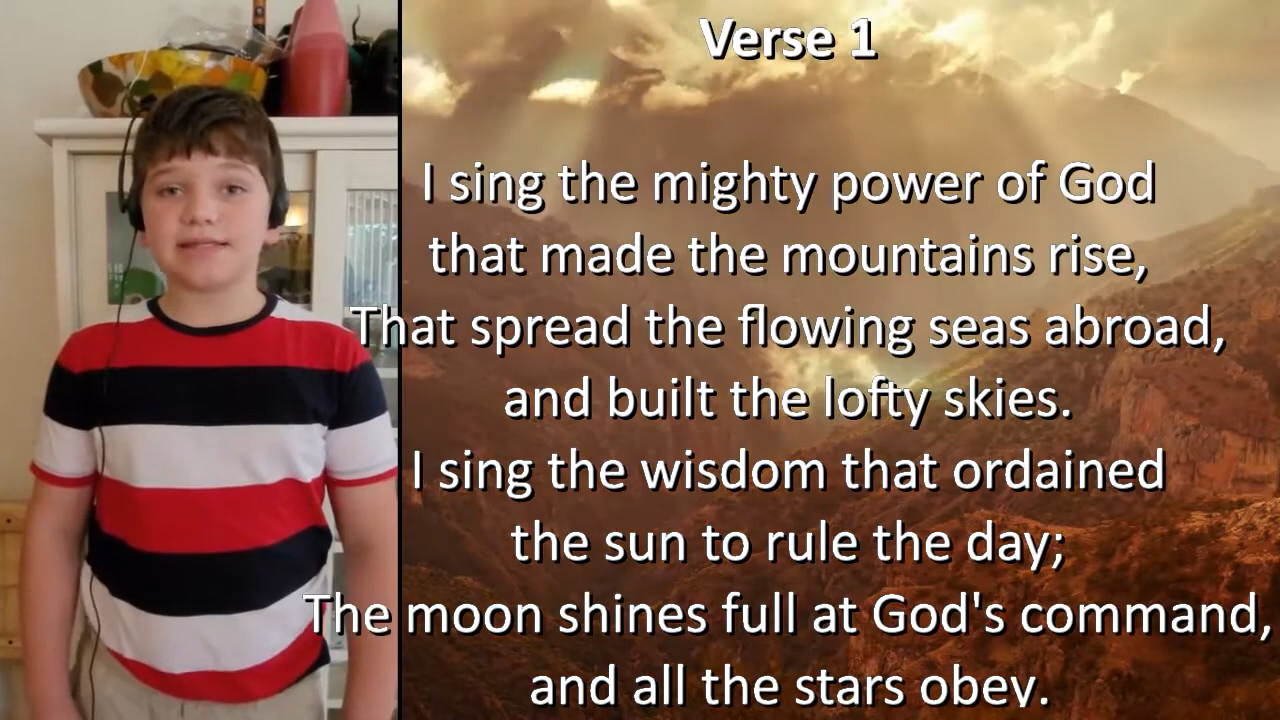 Verse 1
I sing the mighty power of God
that made the mountains rise,
That spread the flowing seas abroad,
and built the lofty skies.
I sing the wisdom that ordained
the sun to rule the day;
The moon shines full at God's command,
and all the stars obey.